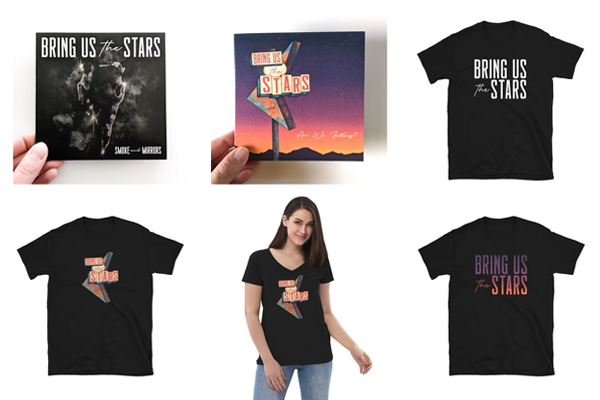 BRING US the STARS
SMOKE and MIRRORS
BRING US
the
STARS
Are We Falling?
BRING US
the STARS
BRING US
the
STARS
BRING US
the
STARS
BRING US
the STARS